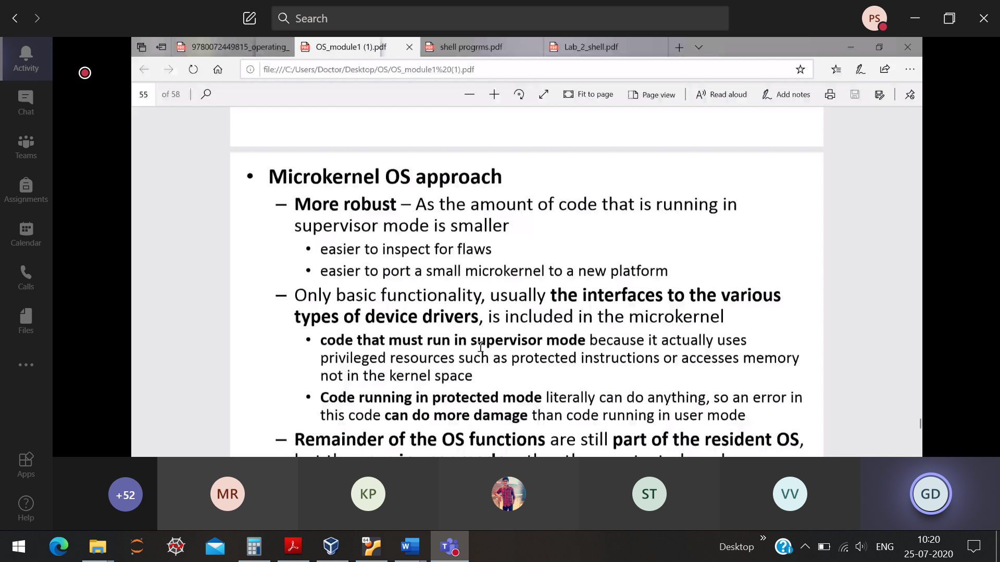 Search
PS
9780072449815_operating_
OS_module1 (1).pdf
shell progrms.pdf
Lab_2_shell.pdf
Activity
file:///C:/Users/Doctor/Desktop/OS/OS_module1%20(1).pdf
55 of 58
Fit to page
Page view
Read aloud
Add notes
Chat
Teams
Assignments
Calendar
Calls
Files
Apps
Help
• Microkernel OS approach
– More robust – As the amount of code that is running in
supervisor mode is smaller
• easier to inspect for flaws
• easier to port a small microkernel to a new platform
– Only basic functionality, usually the interfaces to the various
types of device drivers, is included in the microkernel
• code that must run in supervisor mode because it actually uses
privileged resources such as protected instructions or accesses memory
not in the kernel space
• Code running in protected mode literally can do anything, so an error in
this code can do more damage than code running in user mode
– Remainder of the OS functions are still part of the resident OS,
+52
MR
KP
ST
VV
GD
64
Desktop
ENG
10:20
25-07-2020